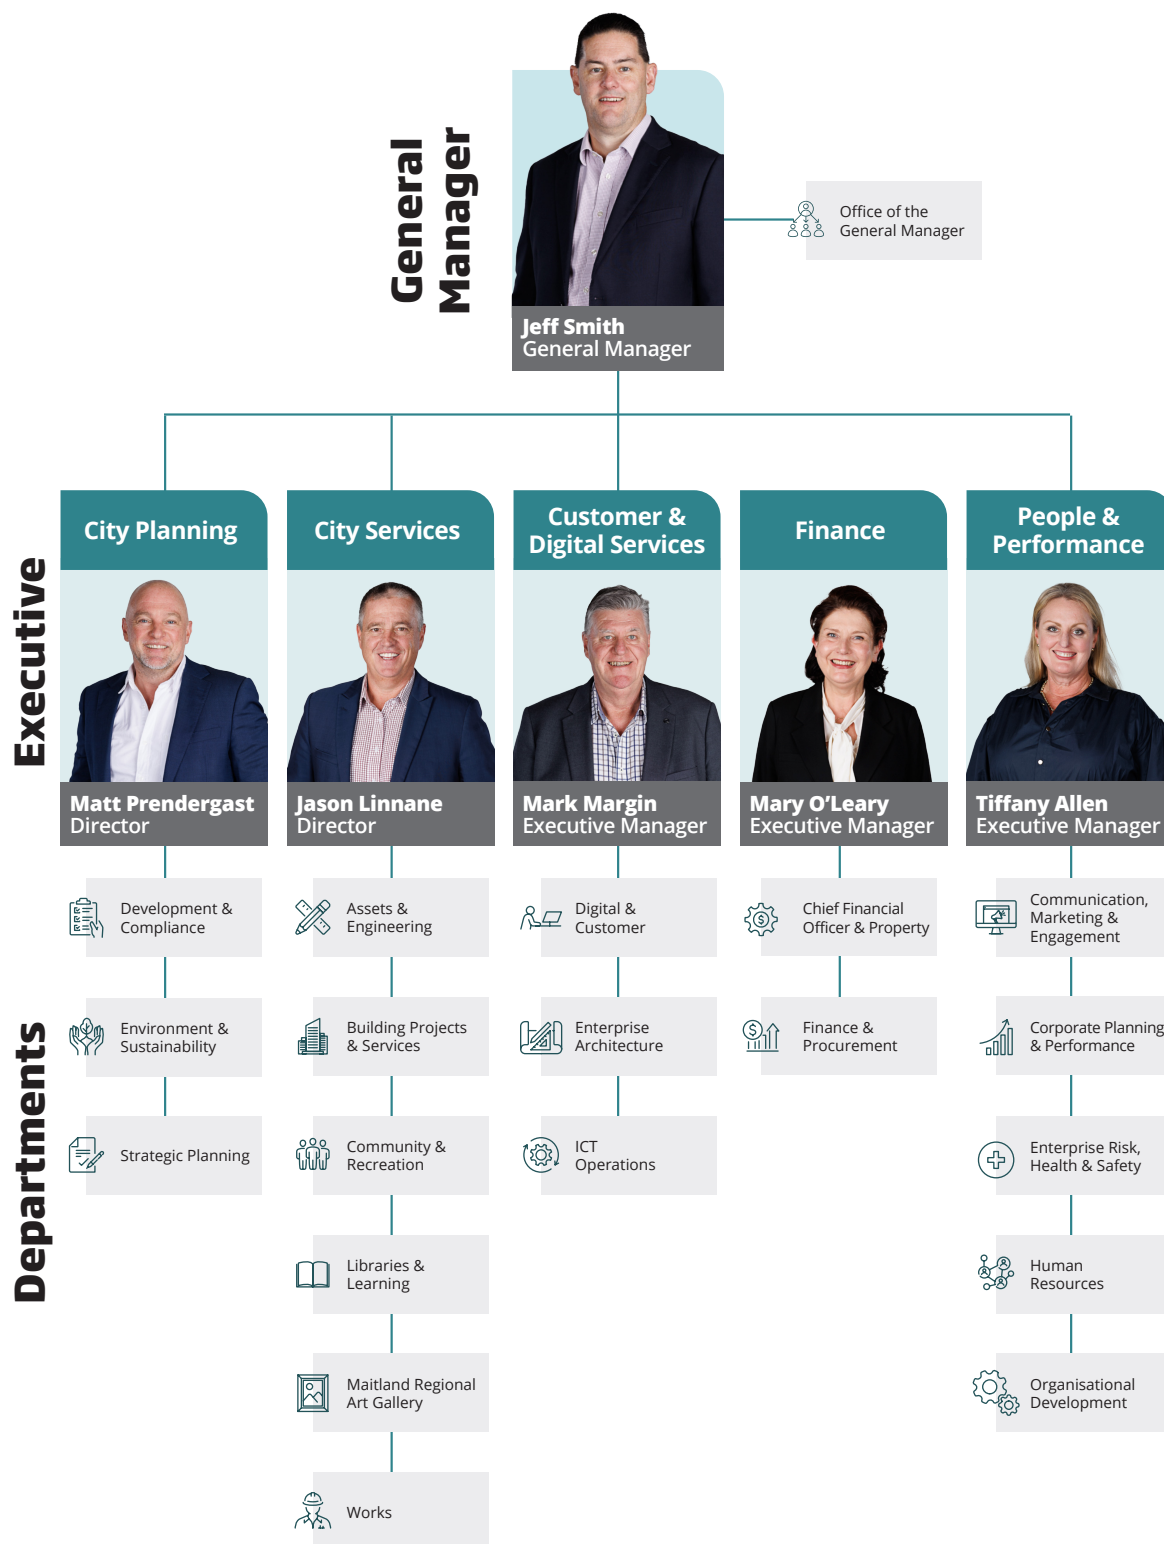 General
Manager
Office of the
General Manager
Jeff Smith
General Manager
Executive
City Planning
City Services
Customer &
Digital Services
Finance
People &
Performance
Matt Prendergast
Director
Jason Linnane
Director
Mark Margin
Executive Manager
Mary O’Leary
Executive Manager
Tiffany Allen
Executive Manager
Departments
Development &
Compliance
Environment &
Sustainability
Strategic Planning
Assets &
Engineering
Building Projects
& Services
Community &
Recreation
Libraries &
Learning
Maitland Regional
Art Gallery
Works
Digital &
Customer
Enterprise
Architecture
ICT
Operations
Chief Financial
Officer & Property
Finance &
Procurement
Communication,
Marketing &
Engagement
Corporate Planning
& Performance
Enterprise Risk,
Health & Safety
Human
Resources
Organisational
Development